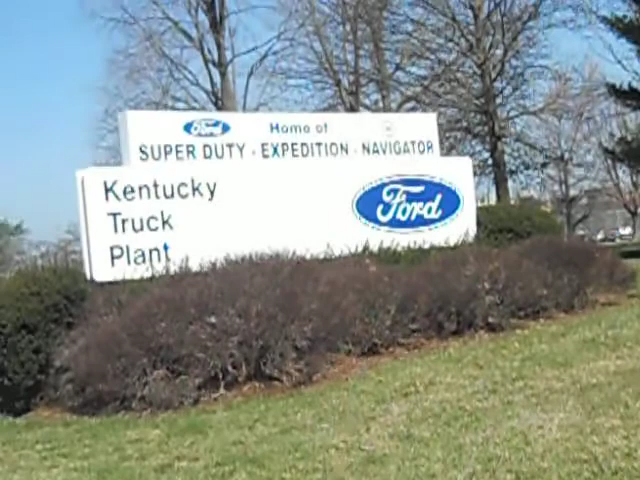 Ford Home of
SUPER DUTY - EXPEDITION - NAVIGATOR
Kentucky
Truck
Plant
Ford